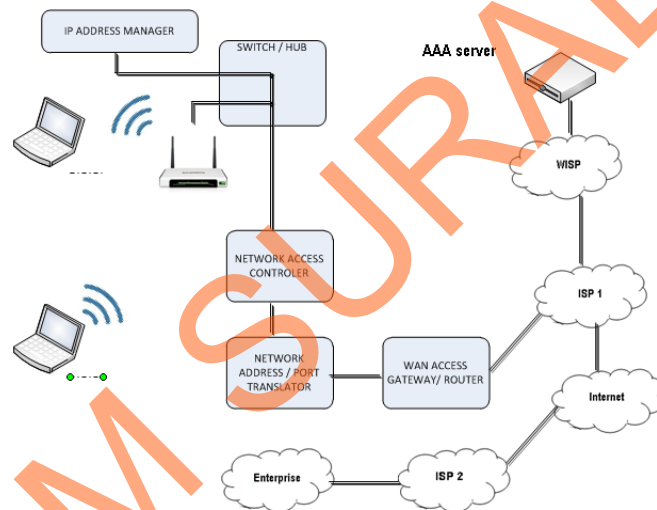 IP ADDRESS MANAGER
SWITCH / HUB
AAA server
WISP
NETWORK ACCESS
CONTROLER
ISP 1
NETWORK
ADDRESS / PORT
TRANSLATOR
WAN ACCESS
GATEWAY/ ROUTER
Internet
Enterprise
ISP 2
M SURAL